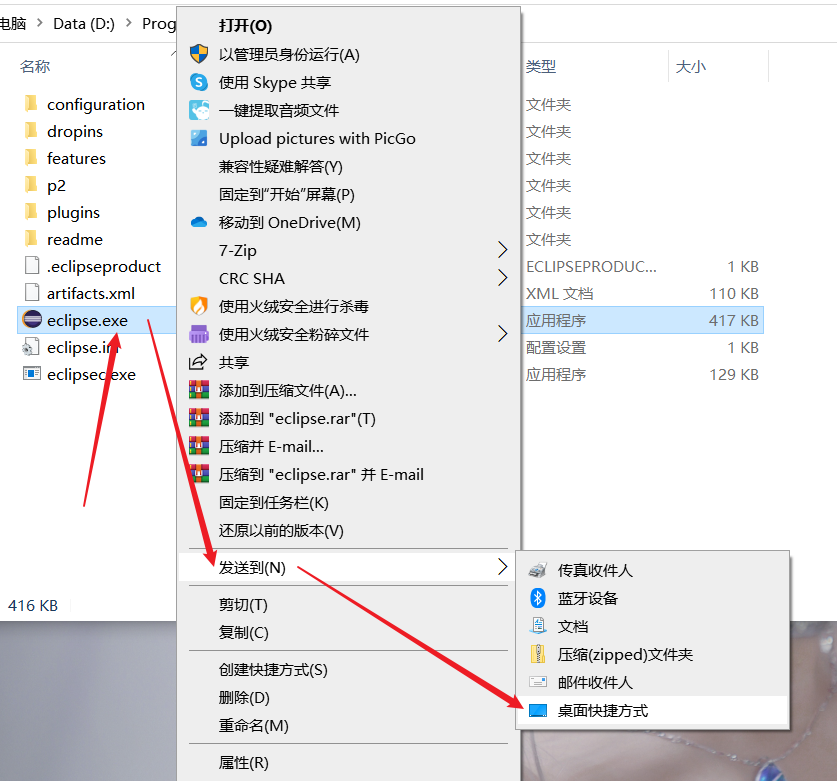 电脑 > Data (D:) > Prog
名称
类型
大小
configuration
文件夹
dropins
文件夹
features
文件夹
p2
文件夹
plugins
文件夹
readme
文件夹
.eclipseproduct
ECLIPSEPRODUC...
1 KB
artifacts.xml
XML 文档
110 KB
eclipse.exe
应用程序
417 KB
eclipse.ini
配置设置
1 KB
eclipsec.exe
应用程序
129 KB
416 KB
打开(O)
以管理员身份运行(A)
使用 Skype 共享
一键提取音频文件
Upload pictures with PicGo
兼容性疑难解答(Y)
固定到"开始"屏幕(P)
移动到 OneDrive(M)
7-Zip
CRC SHA
使用火绒安全进行杀毒
使用火绒安全粉碎文件
共享
添加到压缩文件(A)...
添加到 "eclipse.rar"(T)
压缩并 E-mail...
压缩到 "eclipse.rar" 并 E-mail
固定到任务栏(K)
还原以前的版本(V)
发送到(N)
剪切(T)
复制(C)
创建快捷方式(S)
删除(D)
重命名(M)
属性(R)
传真收件人
蓝牙设备
文档
压缩(zipped)文件夹
邮件收件人
桌面快捷方式